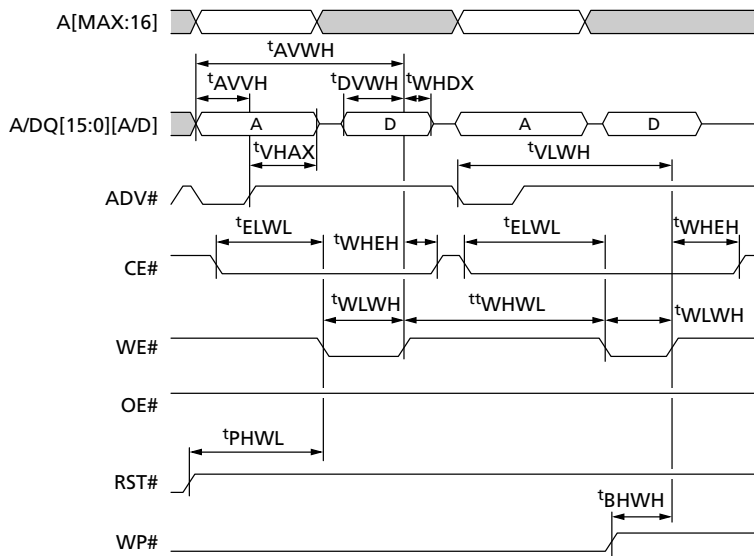 A[MAX:16]
tAVWH
tAVVH
tDVWH
tWHDX
A/DQ[15:0][A/D]
A
D
A
D
tVHAX
tVLWH
ADV#
tELWL
tWHEH
tELWL
tWHEH
CE#
tWLWH
ttWHWL
tWLWH
WE#
OE#
tPHWL
RST#
tBHWH
WP#